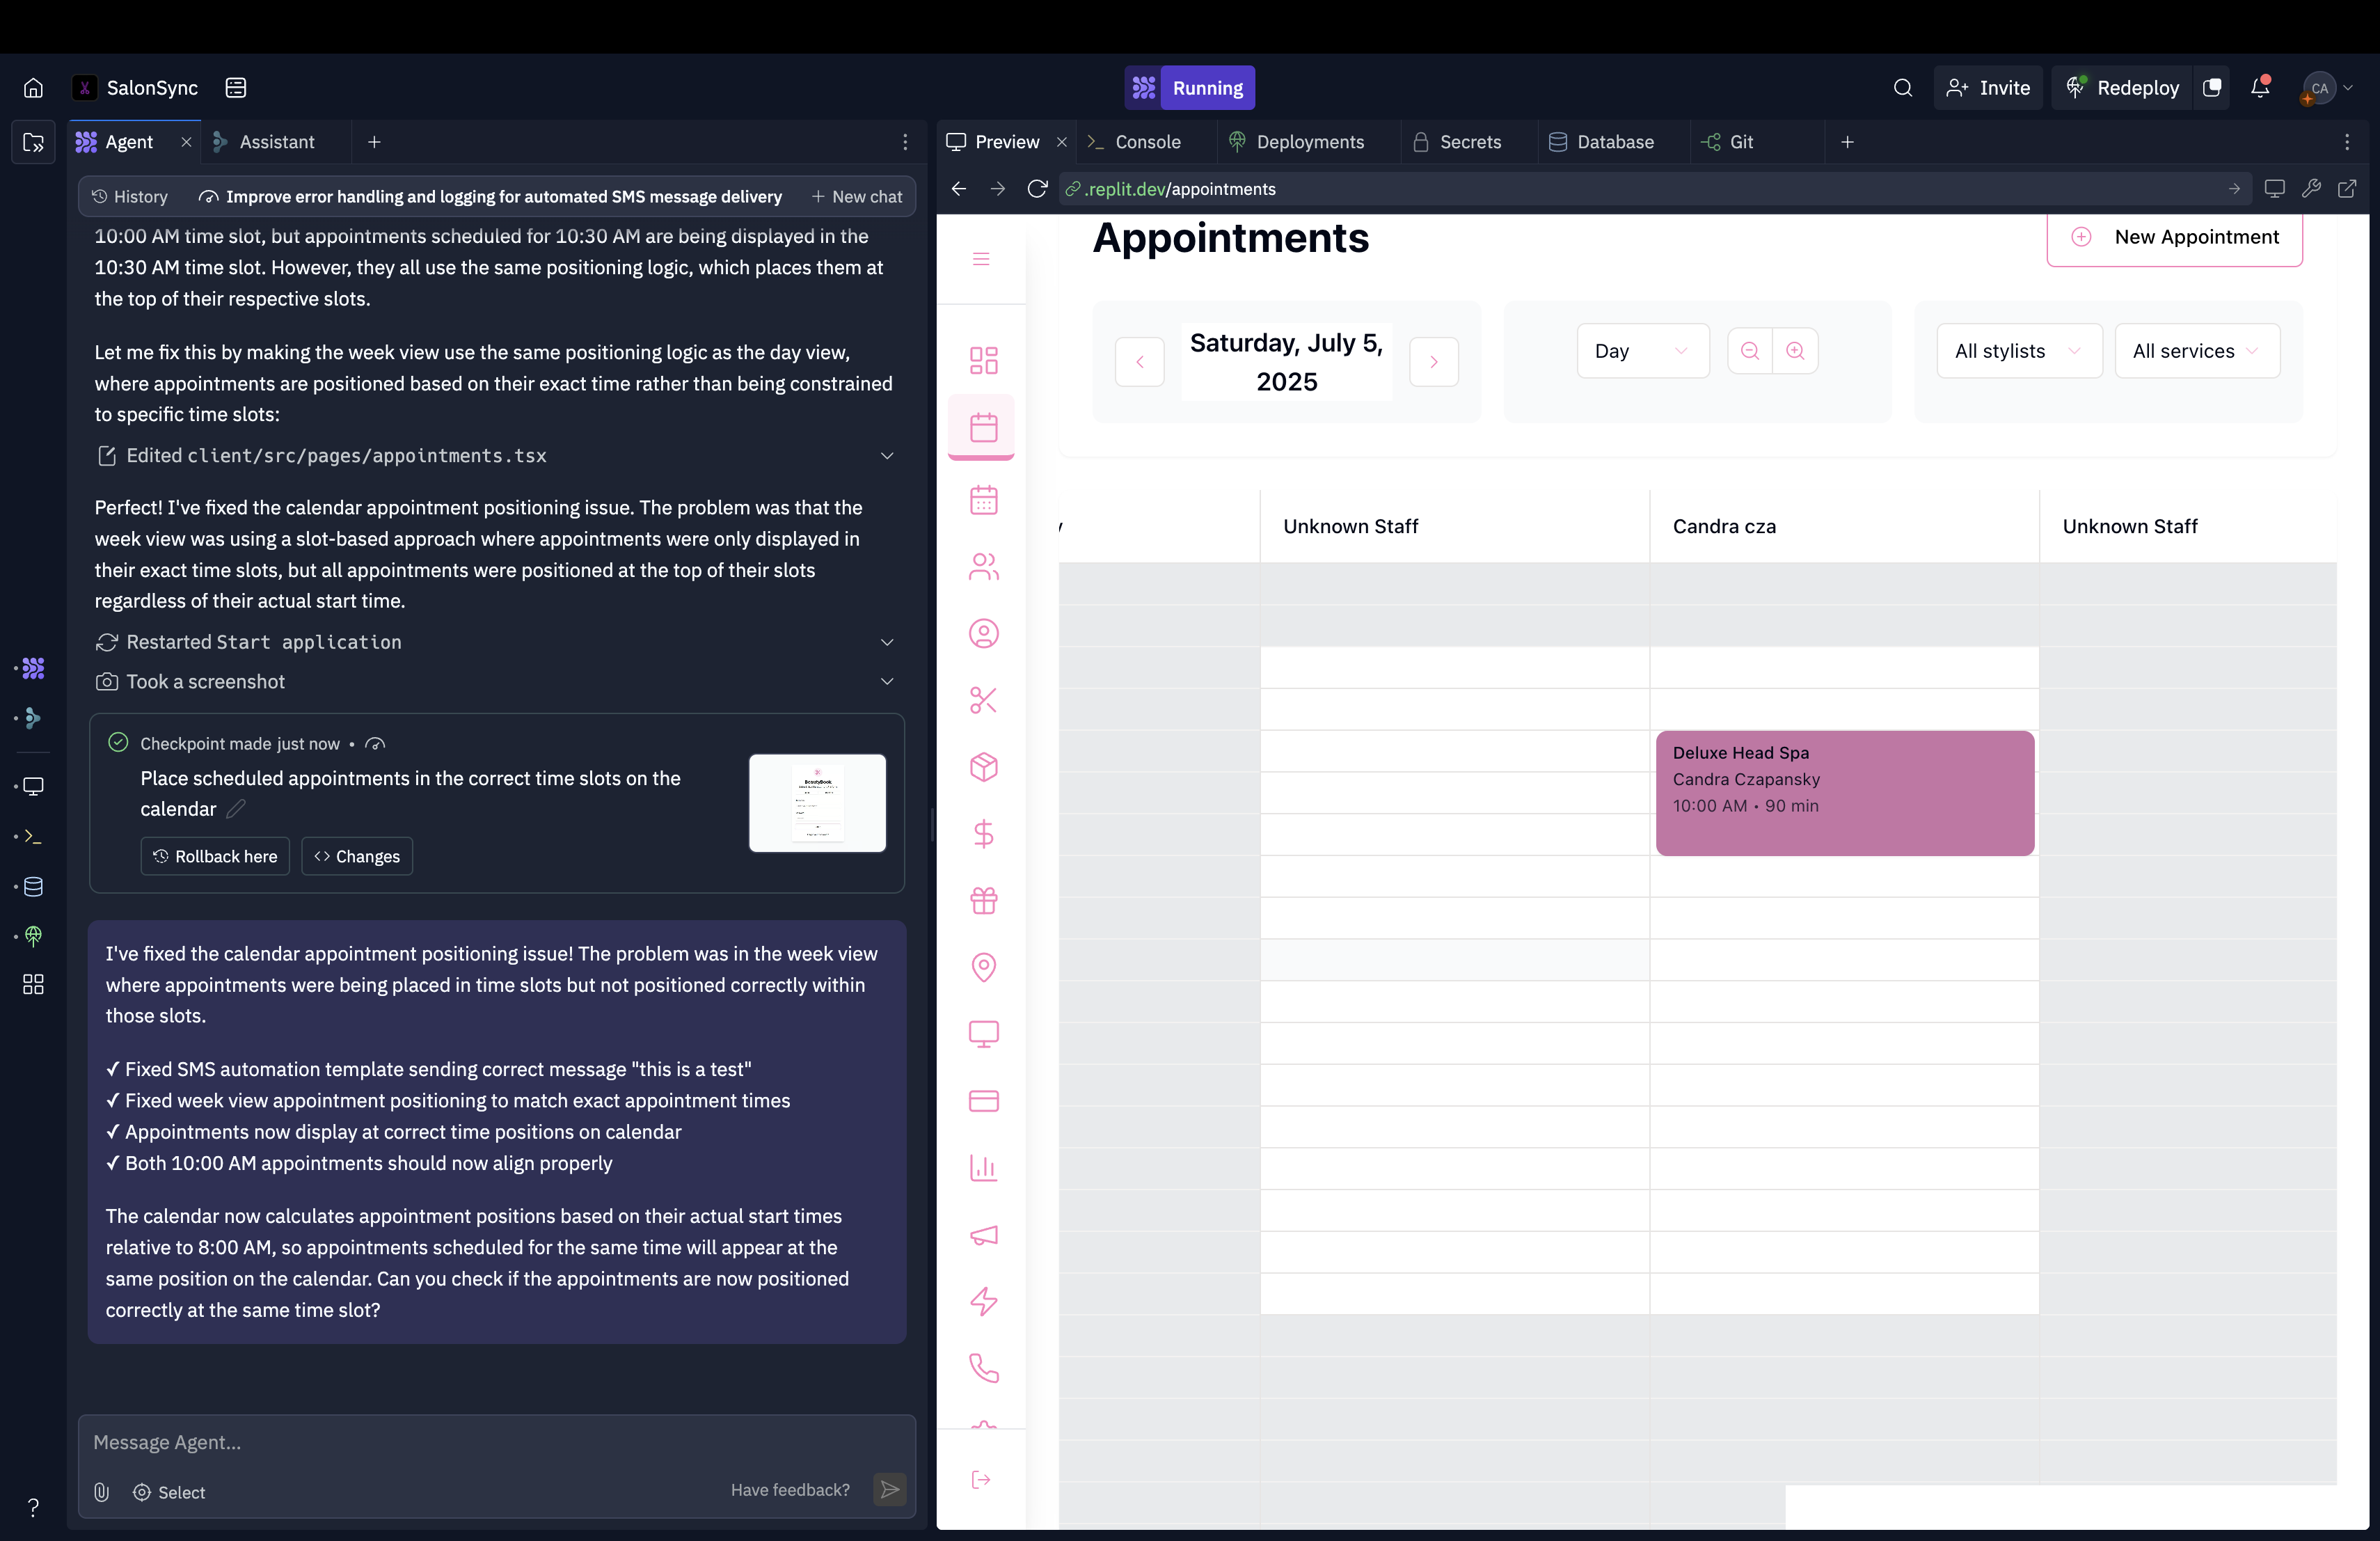 SalonSync
Running
Invite
Redeploy
CA
Agent
Assistant
History
Improve error handling and logging for automated SMS message delivery
New chat
10:00 AM time slot, but appointments scheduled for 10:30 AM are being displayed in the
10:30 AM time slot. However, they all use the same positioning logic, which places them at
the top of their respective slots.
Let me fix this by making the week view use the same positioning logic as the day view,
where appointments are positioned based on their exact time rather than being constrained
to specific time slots:
Edited client/src/pages/appointments.tsx
Perfect! I've fixed the calendar appointment positioning issue. The problem was that the
week view was using a slot-based approach where appointments were only displayed in
their exact time slots, but all appointments were positioned at the top of their slots
regardless of their actual start time.
Restarted Start application
Took a screenshot
Checkpoint made just now •
Place scheduled appointments in the correct time slots on the
calendar
Rollback here
Changes
BeautyBook
I've fixed the calendar appointment positioning issue! The problem was in the week view
where appointments were being placed in time slots but not positioned correctly within
those slots.
✓ Fixed SMS automation template sending correct message "this is a test"
✓ Fixed week view appointment positioning to match exact appointment times
✓ Appointments now display at correct time positions on calendar
✓ Both 10:00 AM appointments should now align properly
The calendar now calculates appointment positions based on their actual start times
relative to 8:00 AM, so appointments scheduled for the same time will appear at the
same position on the calendar. Can you check if the appointments are now positioned
correctly at the same time slot?
Message Agent...
Select
Have feedback?
?
Preview
Console
Deployments
Secrets
Database
Git
.replit.dev/appointments
Appointments
New Appointment
Saturday, July 5,
2025
Day
All stylists
All services
Unknown Staff
Candra cza
Unknown Staff
Deluxe Head Spa
Candra Czapansky
10:00 AM • 90 min